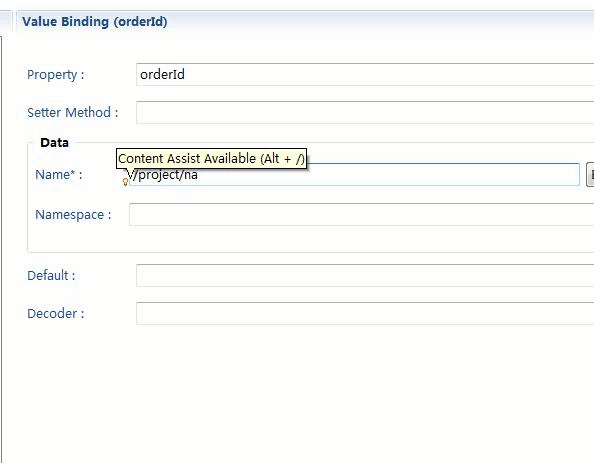 Value Binding (orderId)
Property : orderId
Setter Method :
Data
Content Assist Available (Alt + /)
Name* : //project/na
Namespace :
Default :
Decoder :